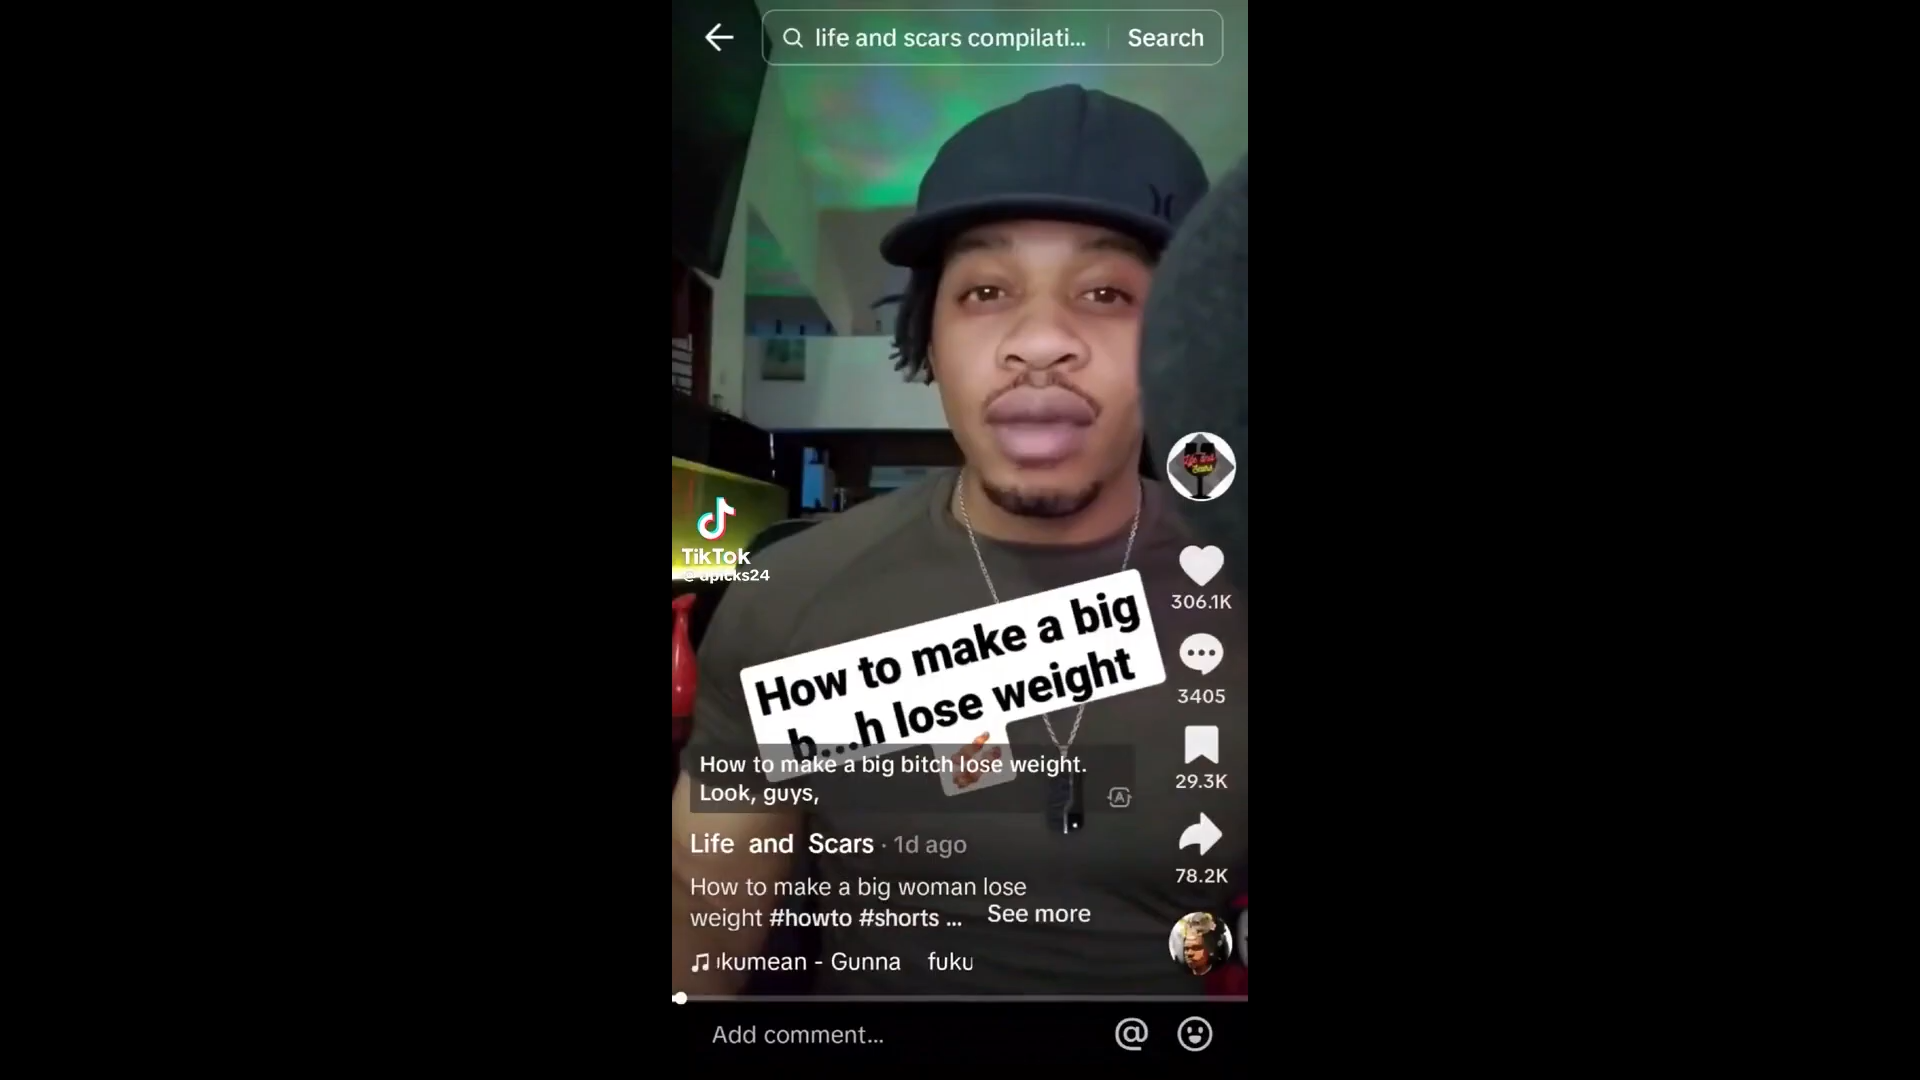 life and scars compilati...
Search
TikTok
@upicks24
How to make a big
b...h lose weight
How to make a big bitch lose weight.
Look, guys,
306.1K
3405
29.3K
78.2K
Life and Scars · 1d ago
How to make a big woman lose
weight #howto #shorts ... See more
kumean - Gunna fuku
Add comment...